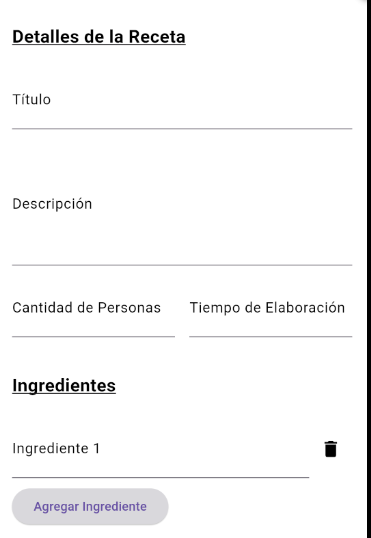 Detalles de la Receta
Título
Descripción
Cantidad de Personas Tiempo de Elaboración
Ingredientes
Ingrediente 1
Agregar Ingrediente